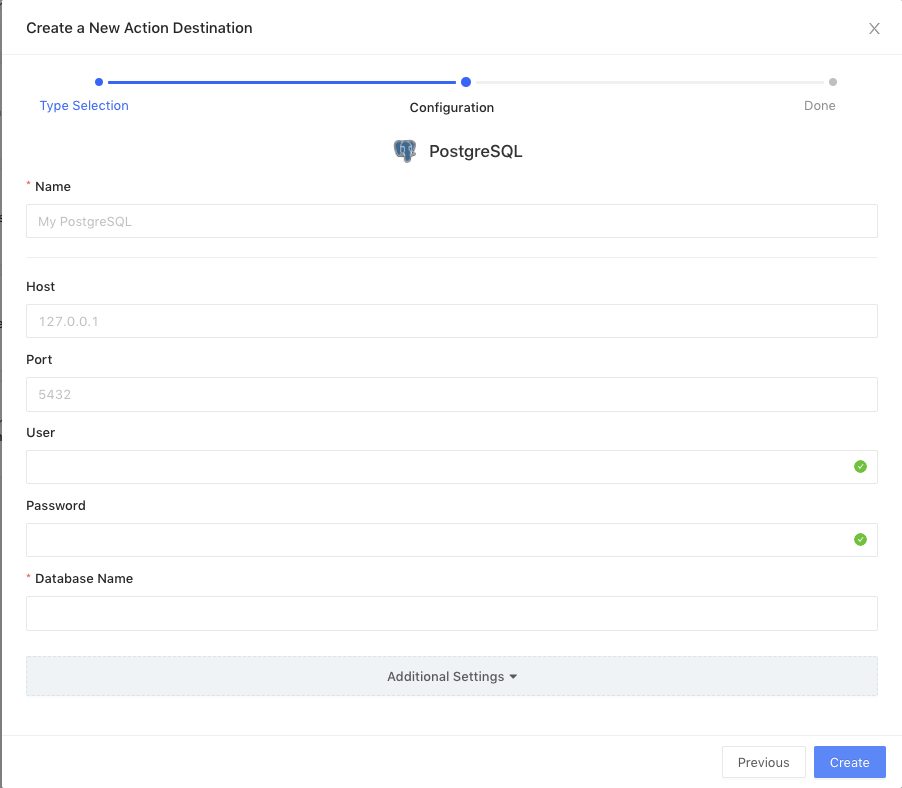 Create a New Action Destination
Type Selection
Configuration
Done
PostgreSQL
* Name
My PostgreSQL
Host
127.0.0.1
Port
5432
User
Password
* Database Name
Additional Settings
Previous
Create